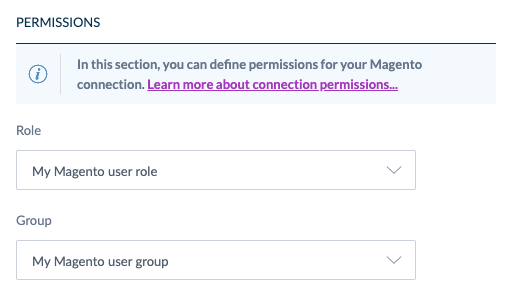 PERMISSIONS
In this section, you can define permissions for your Magento
connection. Learn more about connection permissions...
Role
My Magento user role
Group
My Magento user group